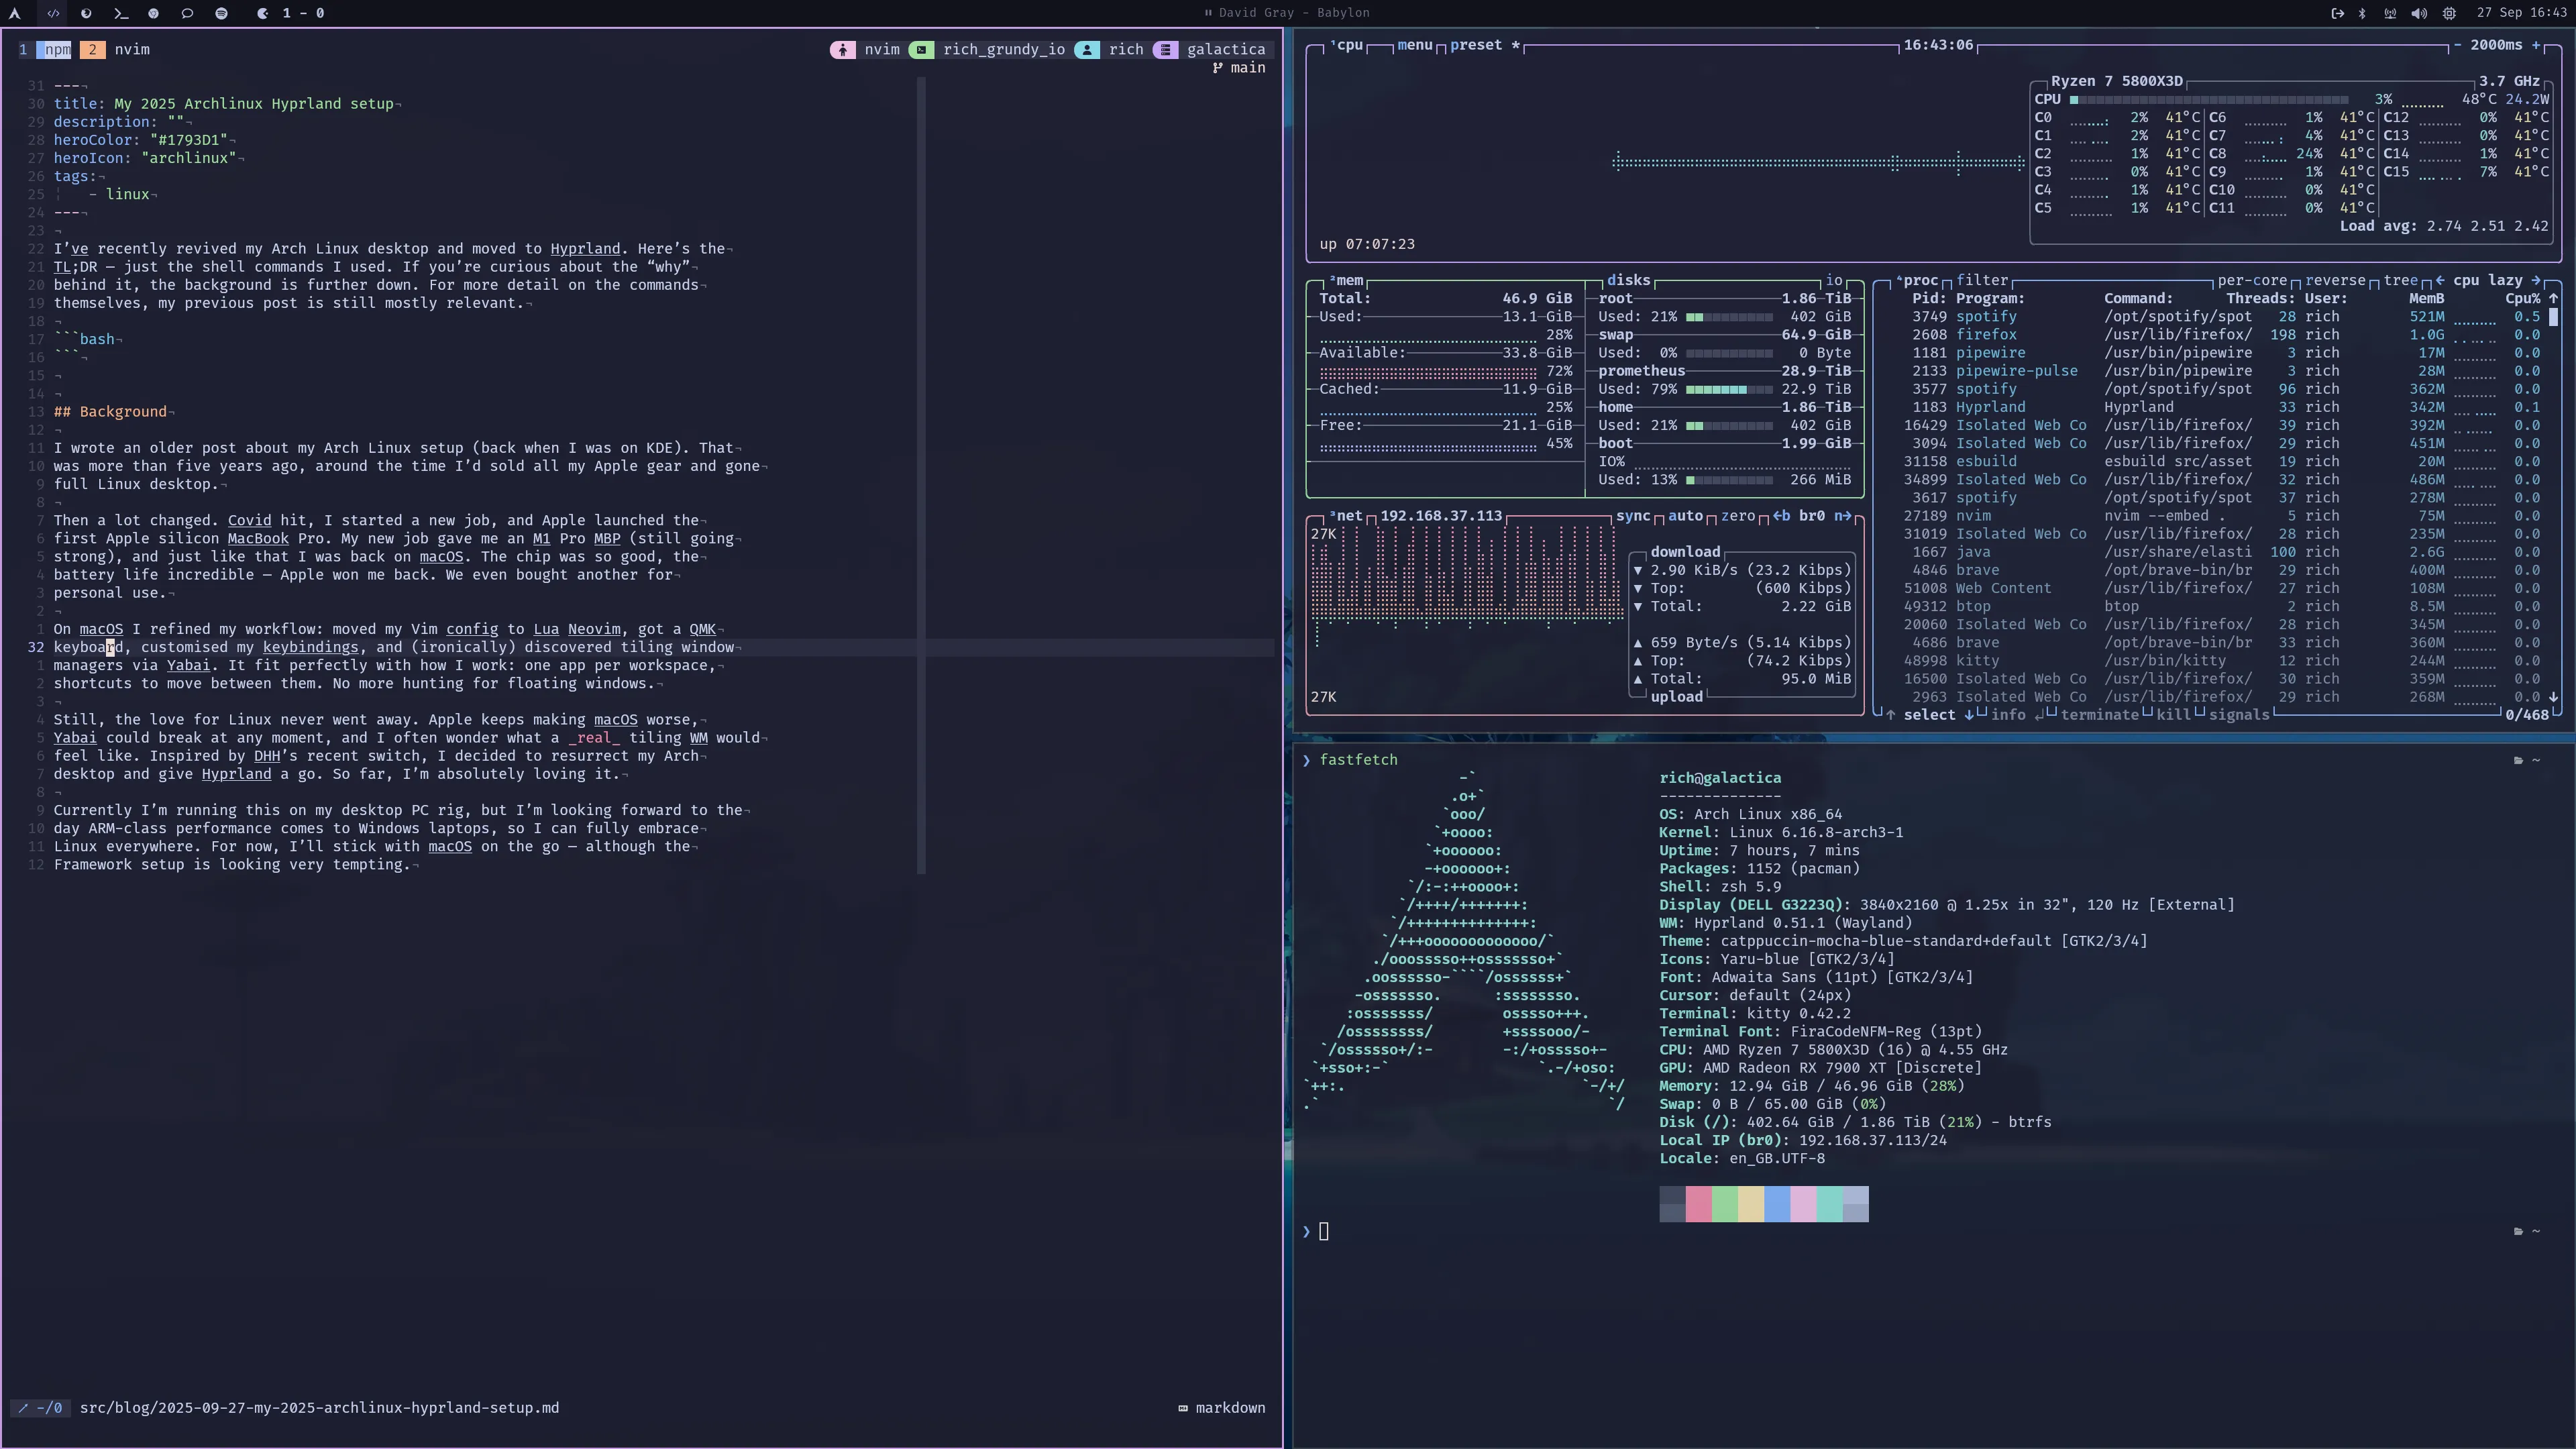 1 - 0
David Gray - Babylon
27 Sep 16:43
1 npm 2 nvim
nvim rich_grundy_io rich galactica
main
31 ---¬
30 title: My 2025 Archlinux Hyprland setup¬
29 description: ""¬
28 heroColor: "#1793D1"¬
27 heroIcon: "archlinux"¬
26 tags:¬
25 - linux¬
24 ---¬
23 ¬
22 I’ve recently revived my Arch Linux desktop and moved to Hyprland. Here’s the¬
21 TL;DR — just the shell commands I used. If you’re curious about the “why”¬
20 behind it, the background is further down. For more detail on the commands¬
19 themselves, my previous post is still mostly relevant.¬
18 ¬
17 ```bash¬
16 ```¬
15 ¬
14 ¬
13 ## Background¬
12 ¬
11 I wrote an older post about my Arch Linux setup (back when I was on KDE). That¬
10 was more than five years ago, around the time I’d sold all my Apple gear and gone¬
9 full Linux desktop.¬
8 ¬
7 Then a lot changed. Covid hit, I started a new job, and Apple launched the¬
6 first Apple silicon MacBook Pro. My new job gave me an M1 Pro MBP (still going¬
5 strong), and just like that I was back on macOS. The chip was so good, the¬
4 battery life incredible — Apple won me back. We even bought another for¬
3 personal use.¬
2 ¬
1 On macOS I refined my workflow: moved my Vim config to Lua Neovim, got a QMK¬
32 keyboard, customised my keybindings, and (ironically) discovered tiling window¬
1 managers via Yabai. It fit perfectly with how I work: one app per workspace,¬
2 shortcuts to move between them. No more hunting for floating windows.¬
3 ¬
4 Still, the love for Linux never went away. Apple keeps making macOS worse,¬
5 Yabai could break at any moment, and I often wonder what a _real_ tiling WM would¬
6 feel like. Inspired by DHH’s recent switch, I decided to resurrect my Arch¬
7 desktop and give Hyprland a go. So far, I’m absolutely loving it.¬
8 ¬
9 Currently I’m running this on my desktop PC rig, but I’m looking forward to the¬
10 day ARM-class performance comes to Windows laptops, so I can fully embrace¬
11 Linux everywhere. For now, I’ll stick with macOS on the go — although the¬
12 Framework setup is looking very tempting.¬
-/0 src/blog/2025-09-27-my-2025-archlinux-hyprland-setup.md markdown
¹cpu menu preset * 16:43:06 - 2000ms +
Ryzen 7 5800X3D 3.7 GHz
CPU 3% 48°C 24.2W
C0 2% 41°C C6 1% 41°C C12 0% 41°C
C1 2% 41°C C7 4% 41°C C13 0% 41°C
C2 1% 41°C C8 24% 41°C C14 1% 41°C
C3 0% 41°C C9 1% 41°C C15 7% 41°C
C4 1% 41°C C10 0% 41°C
C5 1% 41°C C11 0% 41°C
Load avg: 2.74 2.51 2.42
up 07:07:23
²mem disks io
Total: 46.9 GiB root 1.86 TiB
Used: 13.1 GiB Used: 21% 402 GiB
28% swap 64.9 GiB
Available: 33.8 GiB Used: 0% 0 Byte
72% prometheus 28.9 TiB
Cached: 11.9 GiB Used: 79% 22.9 TiB
25% home 1.86 TiB
Free: 21.1 GiB Used: 21% 402 GiB
45% boot 1.99 GiB
IO%
Used: 13% 266 MiB
³net 192.168.37.113 sync auto zero ←b br0 n→
27K
download
▼ 2.90 KiB/s (23.2 Kibps)
▼ Top: (600 Kibps)
▼ Total: 2.22 GiB
▲ 659 Byte/s (5.14 Kibps)
▲ Top: (74.2 Kibps)
▲ Total: 95.0 MiB
27K upload
⁴proc filter per-core reverse tree ← cpu lazy →
Pid: Program: Command: Threads: User: MemB Cpu% ↑
3749 spotify /opt/spotify/spot 28 rich 521M 0.5
2608 firefox /usr/lib/firefox/ 198 rich 1.0G 0.0
1181 pipewire /usr/bin/pipewire 3 rich 17M 0.0
2133 pipewire-pulse /usr/bin/pipewire 3 rich 28M 0.0
3577 spotify /opt/spotify/spot 96 rich 362M 0.0
1183 Hyprland Hyprland 33 rich 342M 0.1
16429 Isolated Web Co /usr/lib/firefox/ 39 rich 392M 0.0
3094 Isolated Web Co /usr/lib/firefox/ 29 rich 451M 0.0
31158 esbuild esbuild src/asset 19 rich 20M 0.0
34899 Isolated Web Co /usr/lib/firefox/ 32 rich 486M 0.0
3617 spotify /opt/spotify/spot 37 rich 278M 0.0
27189 nvim nvim --embed . 5 rich 75M 0.0
31019 Isolated Web Co /usr/lib/firefox/ 28 rich 235M 0.0
1667 java /usr/share/elasti 100 rich 2.6G 0.0
4846 brave /opt/brave-bin/br 29 rich 400M 0.0
51008 Web Content /usr/lib/firefox/ 27 rich 108M 0.0
49312 btop btop 2 rich 8.5M 0.0
20060 Isolated Web Co /usr/lib/firefox/ 28 rich 345M 0.0
4686 brave /opt/brave-bin/br 33 rich 360M 0.0
48998 kitty /usr/bin/kitty 12 rich 244M 0.0
16500 Isolated Web Co /usr/lib/firefox/ 30 rich 359M 0.0
2963 Isolated Web Co /usr/lib/firefox/ 29 rich 268M 0.0 ↓
↑ select ↓ info ↲ terminate kill signals 0/468
❯ fastfetch ~
rich@galactica
--------------
OS: Arch Linux x86_64
Kernel: Linux 6.16.8-arch3-1
Uptime: 7 hours, 7 mins
Packages: 1152 (pacman)
Shell: zsh 5.9
Display (DELL G3223Q): 3840x2160 @ 1.25x in 32", 120 Hz [External]
WM: Hyprland 0.51.1 (Wayland)
Theme: catppuccin-mocha-blue-standard+default [GTK2/3/4]
Icons: Yaru-blue [GTK2/3/4]
Font: Adwaita Sans (11pt) [GTK2/3/4]
Cursor: default (24px)
Terminal: kitty 0.42.2
Terminal Font: FiraCodeNFM-Reg (13pt)
CPU: AMD Ryzen 7 5800X3D (16) @ 4.55 GHz
GPU: AMD Radeon RX 7900 XT [Discrete]
Memory: 12.94 GiB / 46.96 GiB (28%)
Swap: 0 B / 65.00 GiB (0%)
Disk (/): 402.64 GiB / 1.86 TiB (21%) - btrfs
Local IP (br0): 192.168.37.113/24
Locale: en_GB.UTF-8
❯ ~